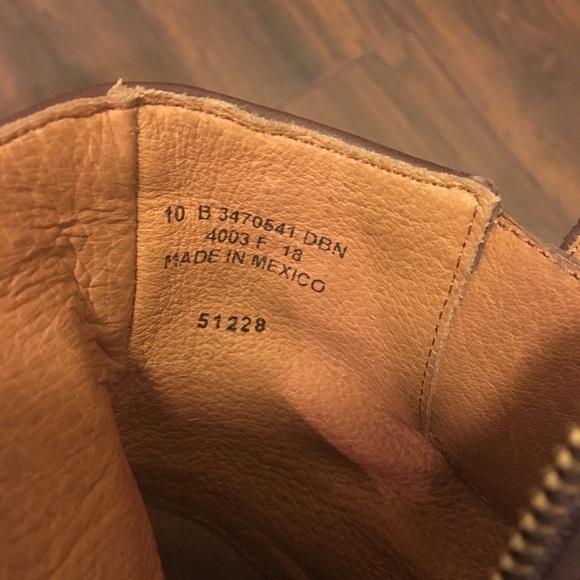 10 B 3470541 DBN
4003 F 18
MADE IN MEXICO
51228